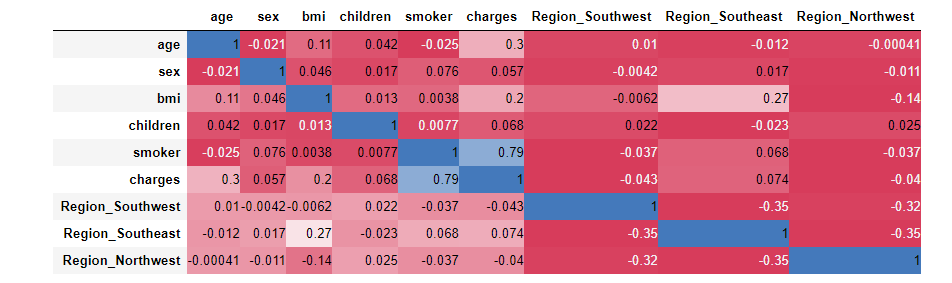 age sex bmi children smoker charges Region_Southwest Region_Southeast Region_Northwest
age 1 -0.021 0.11 0.042 -0.025 0.3 0.01 -0.012 -0.00041
sex -0.021 1 0.046 0.017 0.076 0.057 -0.0042 0.017 -0.011
bmi 0.11 0.046 1 0.013 0.0038 0.2 -0.0062 0.27 -0.14
children 0.042 0.017 0.013 1 0.0077 0.068 0.022 -0.023 0.025
smoker -0.025 0.076 0.0038 0.0077 1 0.79 -0.037 0.068 -0.037
charges 0.3 0.057 0.2 0.068 0.79 1 -0.043 0.074 -0.04
Region_Southwest 0.01 -0.0042 -0.0062 0.022 -0.037 -0.043 1 -0.35 -0.32
Region_Southeast -0.012 0.017 0.27 -0.023 0.068 0.074 -0.35 1 -0.35
Region_Northwest -0.00041 -0.011 -0.14 0.025 -0.037 -0.04 -0.32 -0.35 1